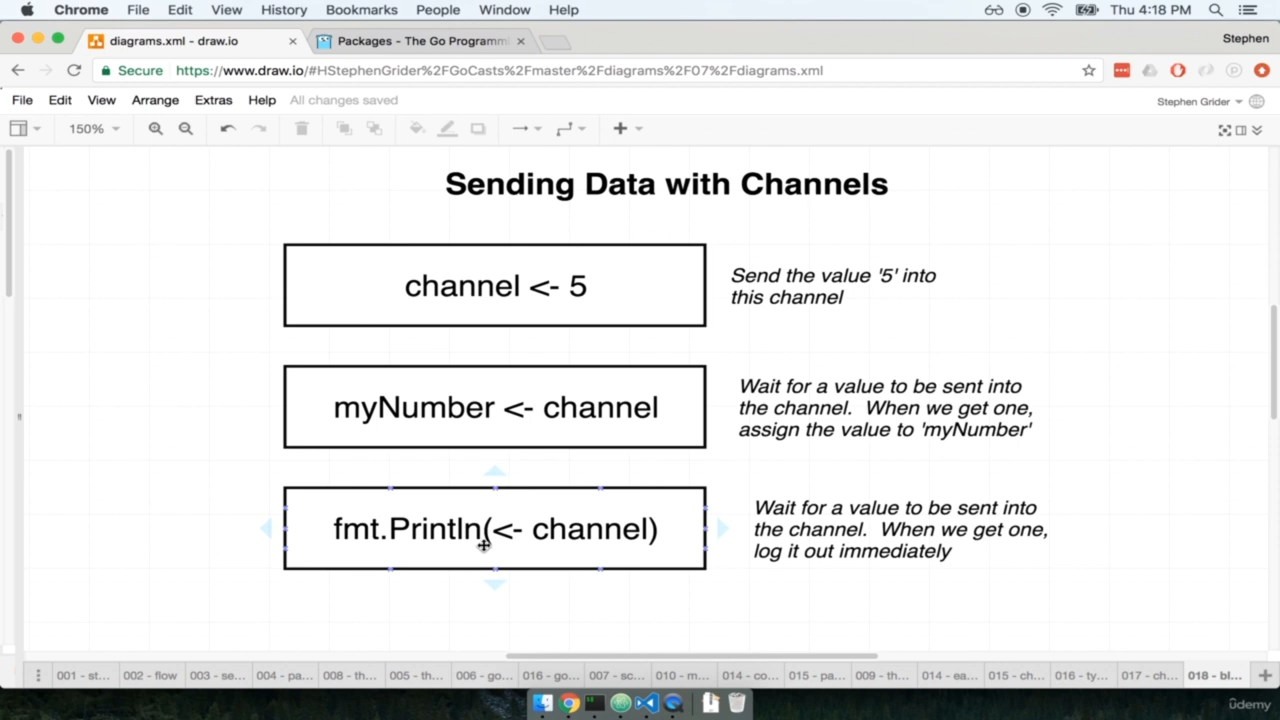 Chrome File Edit View History Bookmarks People Window Help Thu 4:18 PM
diagrams.xml - draw.io Packages - The Go Programmi Stephen
Secure https://www.draw.io/#HStephenGrider%2FGoCasts%2Fmaster%2Fdiagrams%2F07%2Fdiagrams.xml
File Edit View Arrange Extras Help All changes saved Stephen Grider
150%
Sending Data with Channels
channel <- 5
Send the value '5' into
this channel
myNumber <- channel
Wait for a value to be sent into
the channel. When we get one,
assign the value to 'myNumber'
fmt.Println(<- channel)
Wait for a value to be sent into
the channel. When we get one,
log it out immediately
001 - st... 002 - flow 003 - se... 004 - pa... 008 - th... 005 - th... 006 - go... 016 - go... 007 - sc... 010 - m... 014 - co... 015 - pa... 009 - th... 014 - ea... 015 - ch... 016 - ty... 017 - ch... 018 - bl...
ûdemy